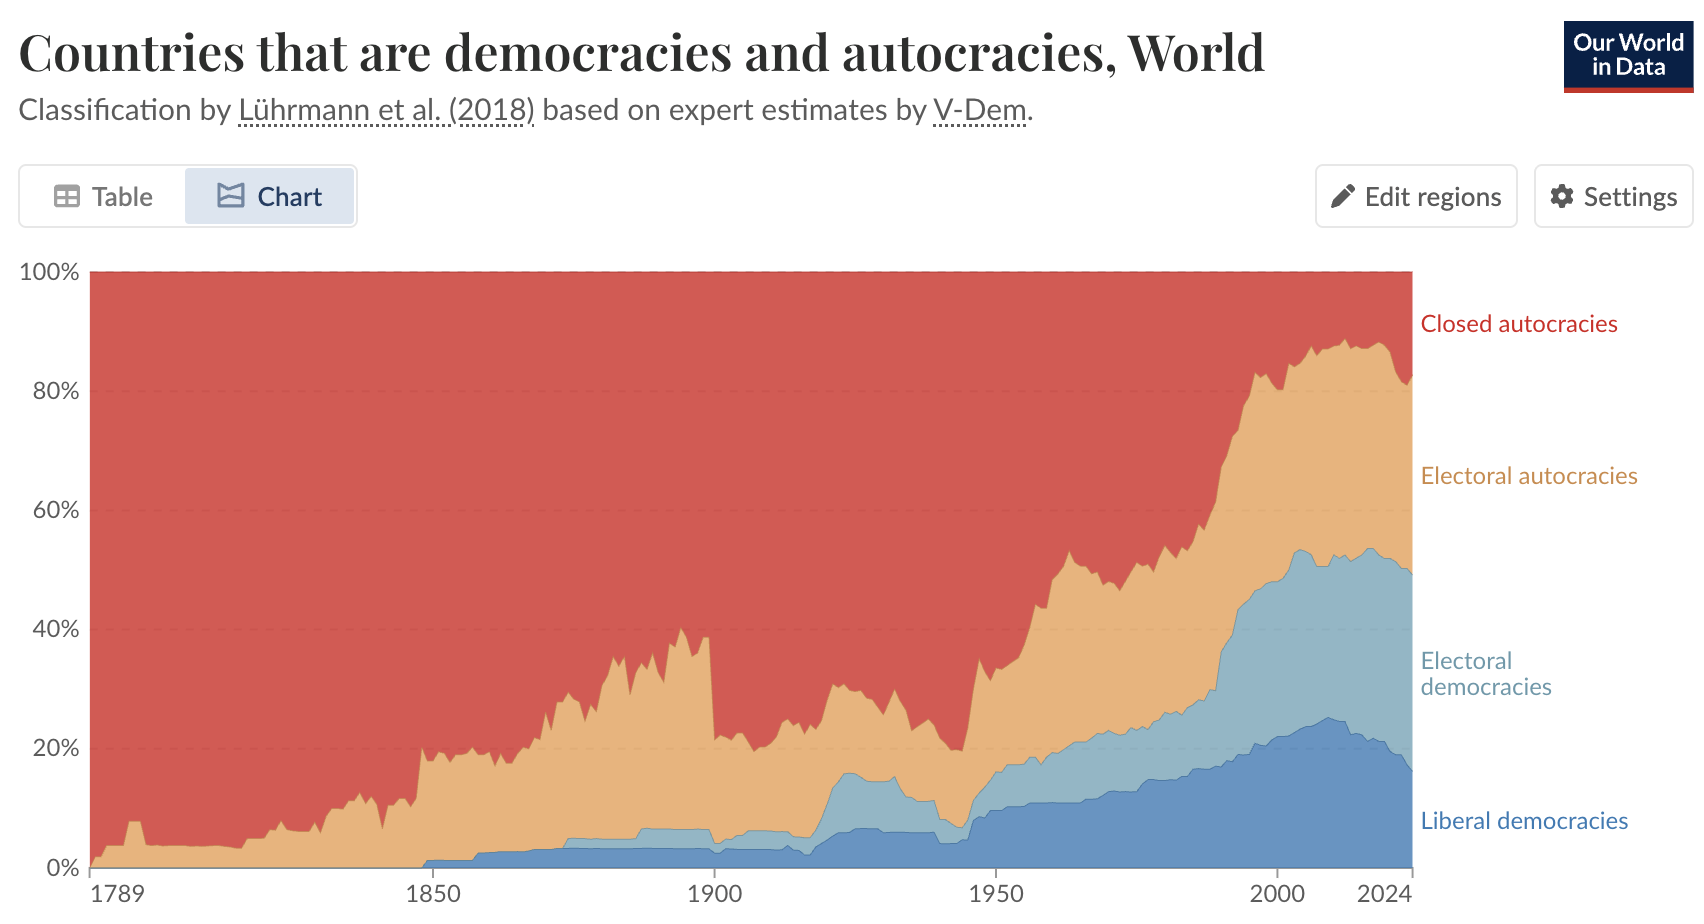 Countries that are democracies and autocracies, World
Our World
in Data
Classification by Lührmann et al. (2018) based on expert estimates by V-Dem.
Table
Chart
Edit regions
Settings
100%
80%
60%
40%
20%
0%
Closed autocracies
Electoral autocracies
Electoral
democracies
Liberal democracies
1789
1850
1900
1950
2000
2024